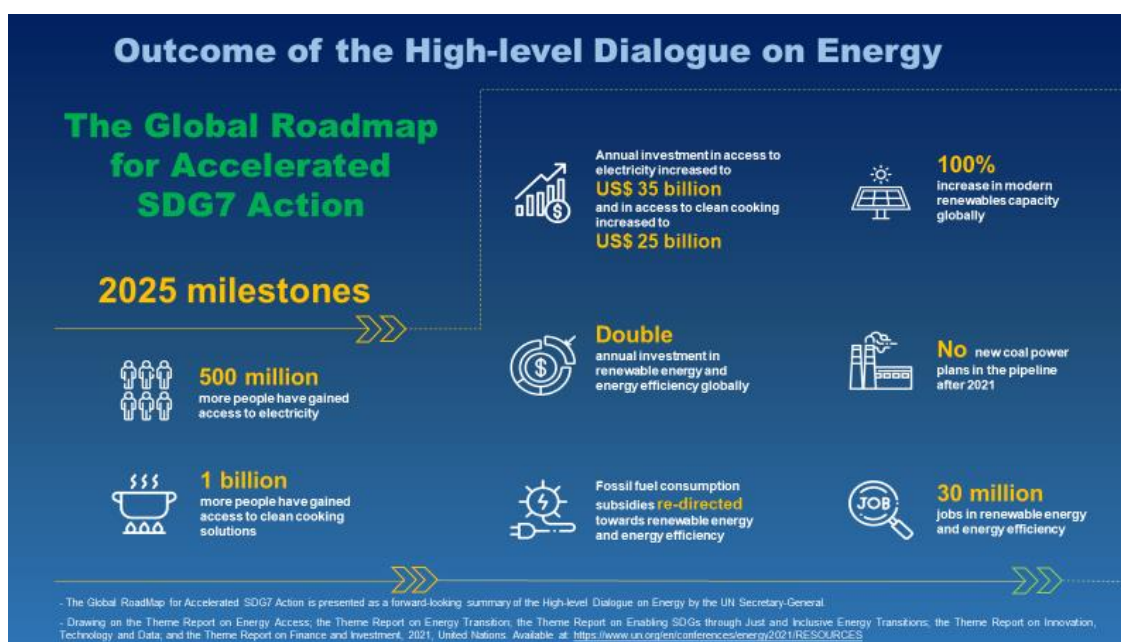 Outcome of the High-level Dialogue on Energy
The Global Roadmap
for Accelerated
SDG7 Action
2025 milestones
500 million
more people have gained
access to electricity
1 billion
more people have gained
access to clean cooking
solutions
Annual investment in access to
electricity increased to
US$ 35 billion
and in access to clean cooking
increased to
US$ 25 billion
100%
increase in modern
renewables capacity
globally
Double
annual investment in
renewable energy and
energy efficiency globally
No new coal power
plans in the pipeline
after 2021
Fossil fuel consumption
subsidies re-directed
towards renewable energy
and energy efficiency
JOB
30 million
jobs in renewable energy
and energy efficiency
- The Global RoadMap for Accelerated SDG7 Action is presented as a forward-looking summary of the High-level Dialogue on Energy by the UN Secretary-General.
- Drawing on the Theme Report on Energy Access; the Theme Report on Energy Transition; the Theme Report on Enabling SDGs through Just and Inclusive Energy Transitions; the Theme Report on Innovation,
Technology and Data; and the Theme Report on Finance and Investment, 2021, United Nations. Available at: https://www.un.org/en/conferences/energy2021/RESOURCES